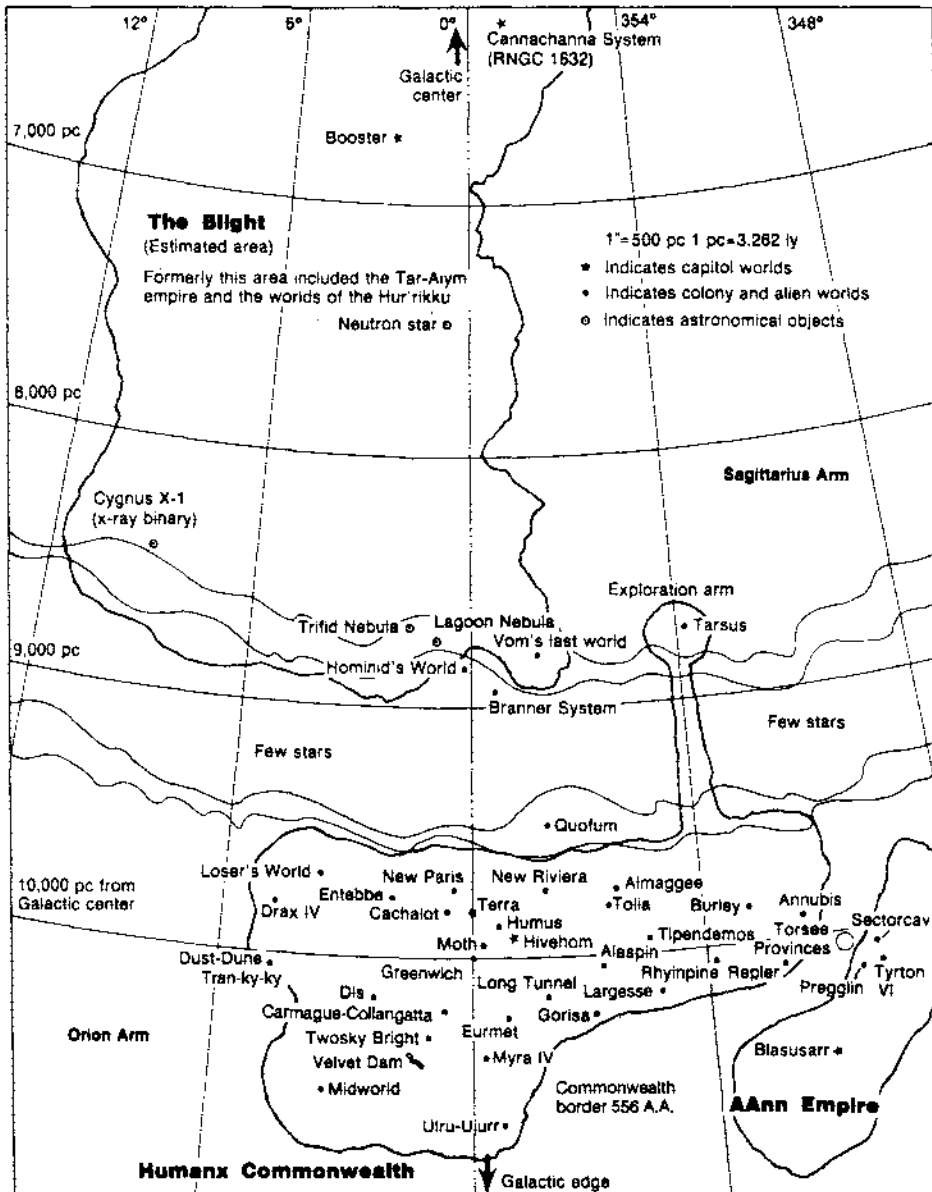 12°
6°
0°
354°
348°
Cannachanna System
(RNGC 1632)
Galactic
center
7,000 pc
Booster
The Blight
(Estimated area)
Formerly this area included the Tar-Aiym
empire and the worlds of the Hur'rikku
Neutron star
1"=500 pc 1 pc=3.262 ly
Indicates capitol worlds
Indicates colony and alien worlds
Indicates astronomical objects
8,000 pc
Sagittarius Arm
Cygnus X-1
(x-ray binary)
Exploration arm
Trifid Nebula
Lagoon Nebula
Vom's last world
Tarsus
9,000 pc
Hominid's World
Branner System
Few stars
Few stars
Quofum
Loser's World
New Paris
New Riviera
Almaggee
10,000 pc from
Galactic center
Drax IV
Entebbe
Cachalot
Terra
Tolia
Burley
Annubis
Humus
Sectorcav
Moth
Hivehom
Tipendemos
Torsee
Provinces
Dust-Dune
Tran-ky-ky
Greenwich
Alaspin
Rhyinpine
Repler
Pregglin
Tyrton
VI
Dis
Long Tunnel
Largesse
Carmague-Collangatta
Eurmet
Gorisa
Orion Arm
Twosky Bright
Velvet Dam
Myra IV
Blasusarr
Midworld
Commonwealth
border 556 A.A.
AAnn Empire
Ulru-Ujurr
Humanx Commonwealth
Galactic edge